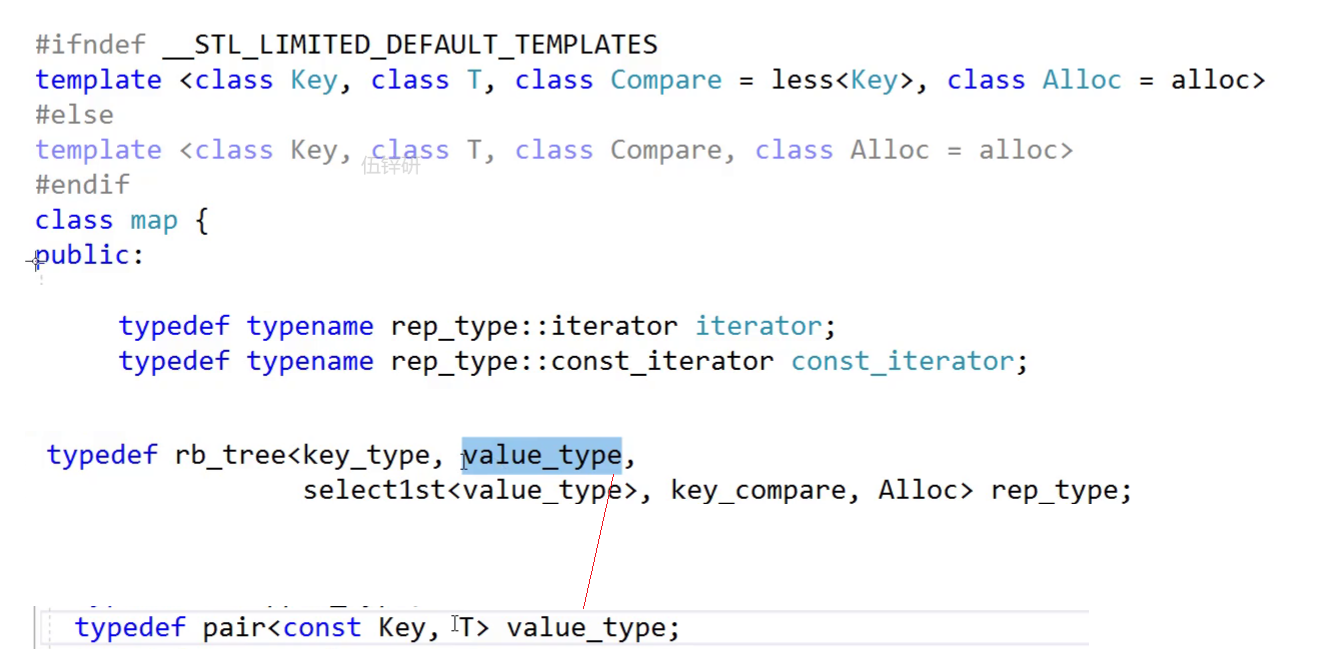 #ifndef __STL_LIMITED_DEFAULT_TEMPLATES
template <class Key, class T, class Compare = less<Key>, class Alloc = alloc>
#else
template <class Key, class T, class Compare, class Alloc = alloc>
伍锌研
#endif
class map {
public:
typedef typename rep_type::iterator iterator;
typedef typename rep_type::const_iterator const_iterator;
typedef rb_tree<key_type, value_type,
select1st<value_type>, key_compare, Alloc> rep_type;
typedef pair<const Key, T> value_type;